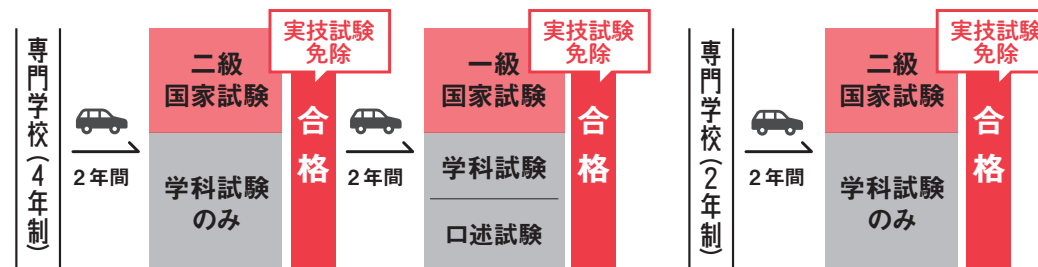 専門学校（4年制）
2年間
二級
国家試験
学科試験
のみ
実技試験
免除
合格
2年間
一級
国家試験
学科試験
口述試験
実技試験
免除
合格
専門学校（2年制）
2年間
二級
国家試験
学科試験
のみ
実技試験
免除
合格